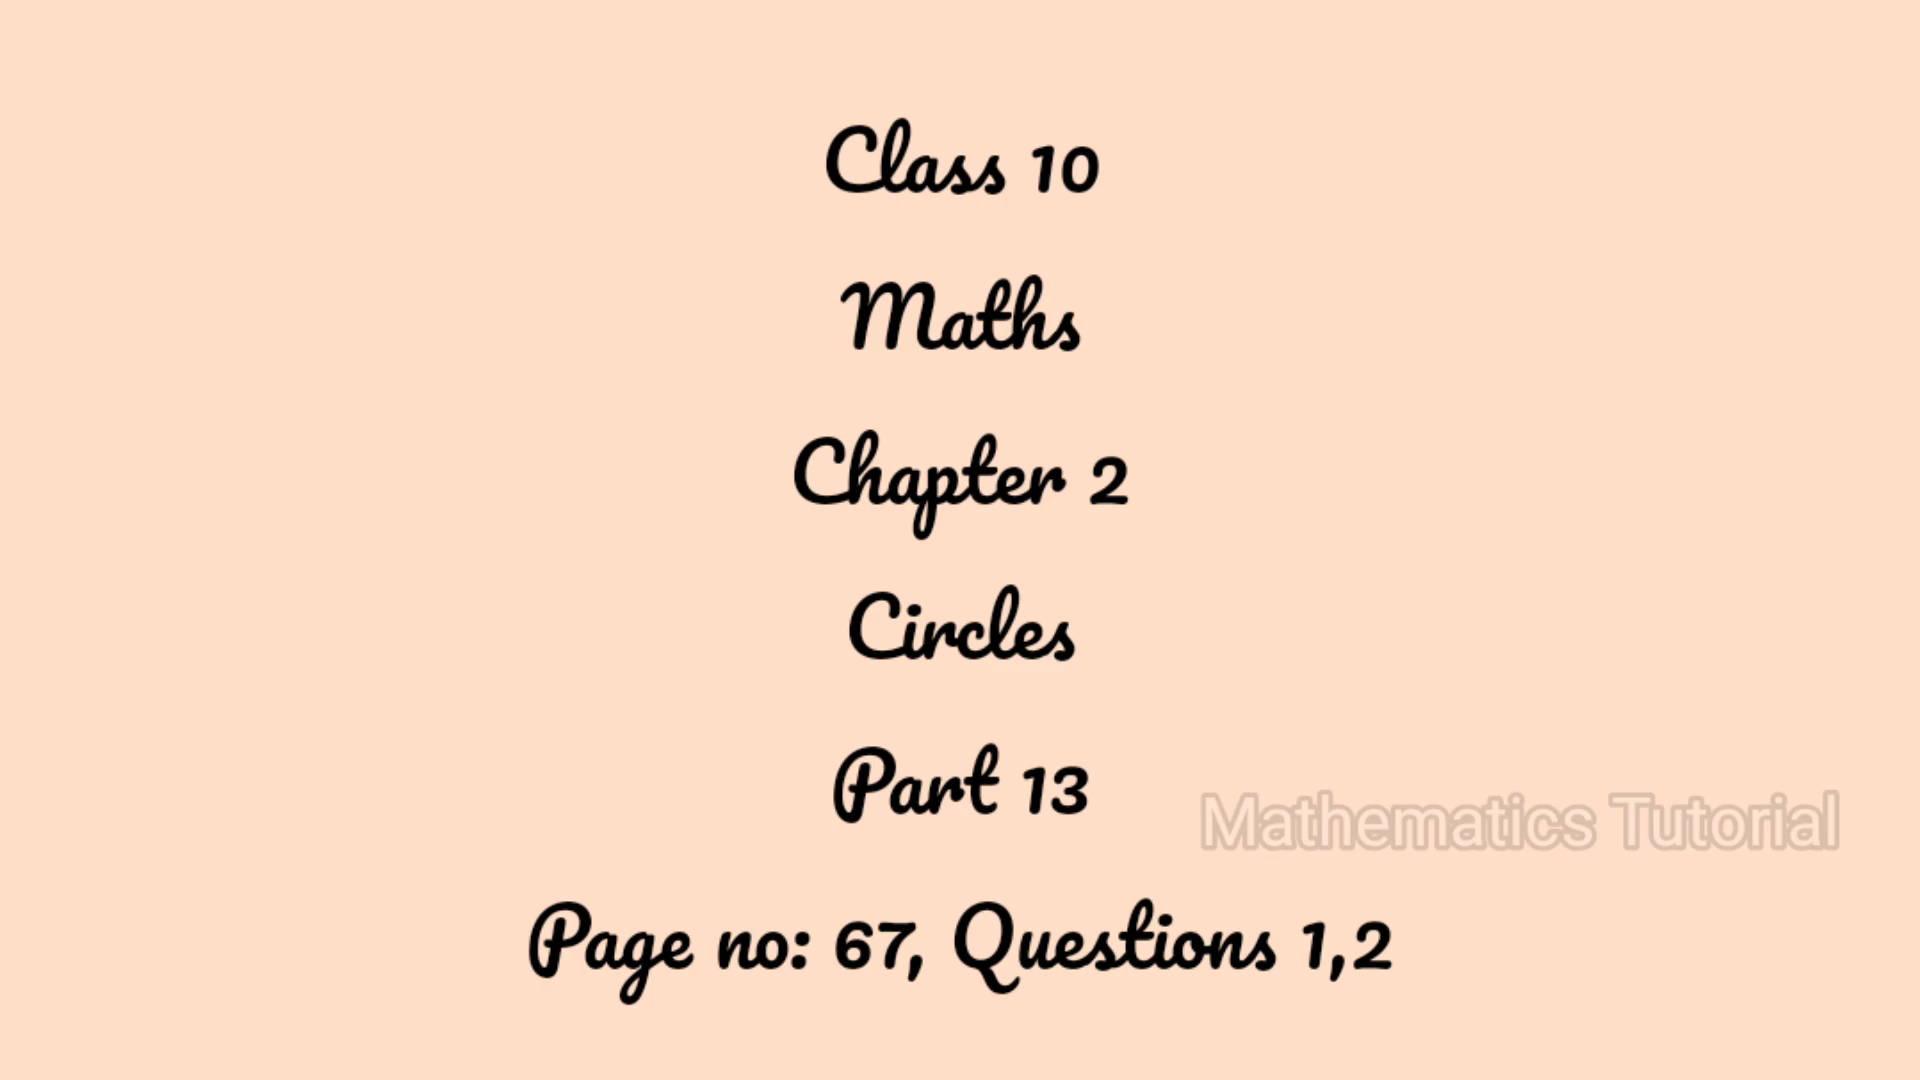 Class 10
Maths
Chapter 2
Circles
Part 13
Mathematics Tutorial
Page no: 67, Questions 1,2